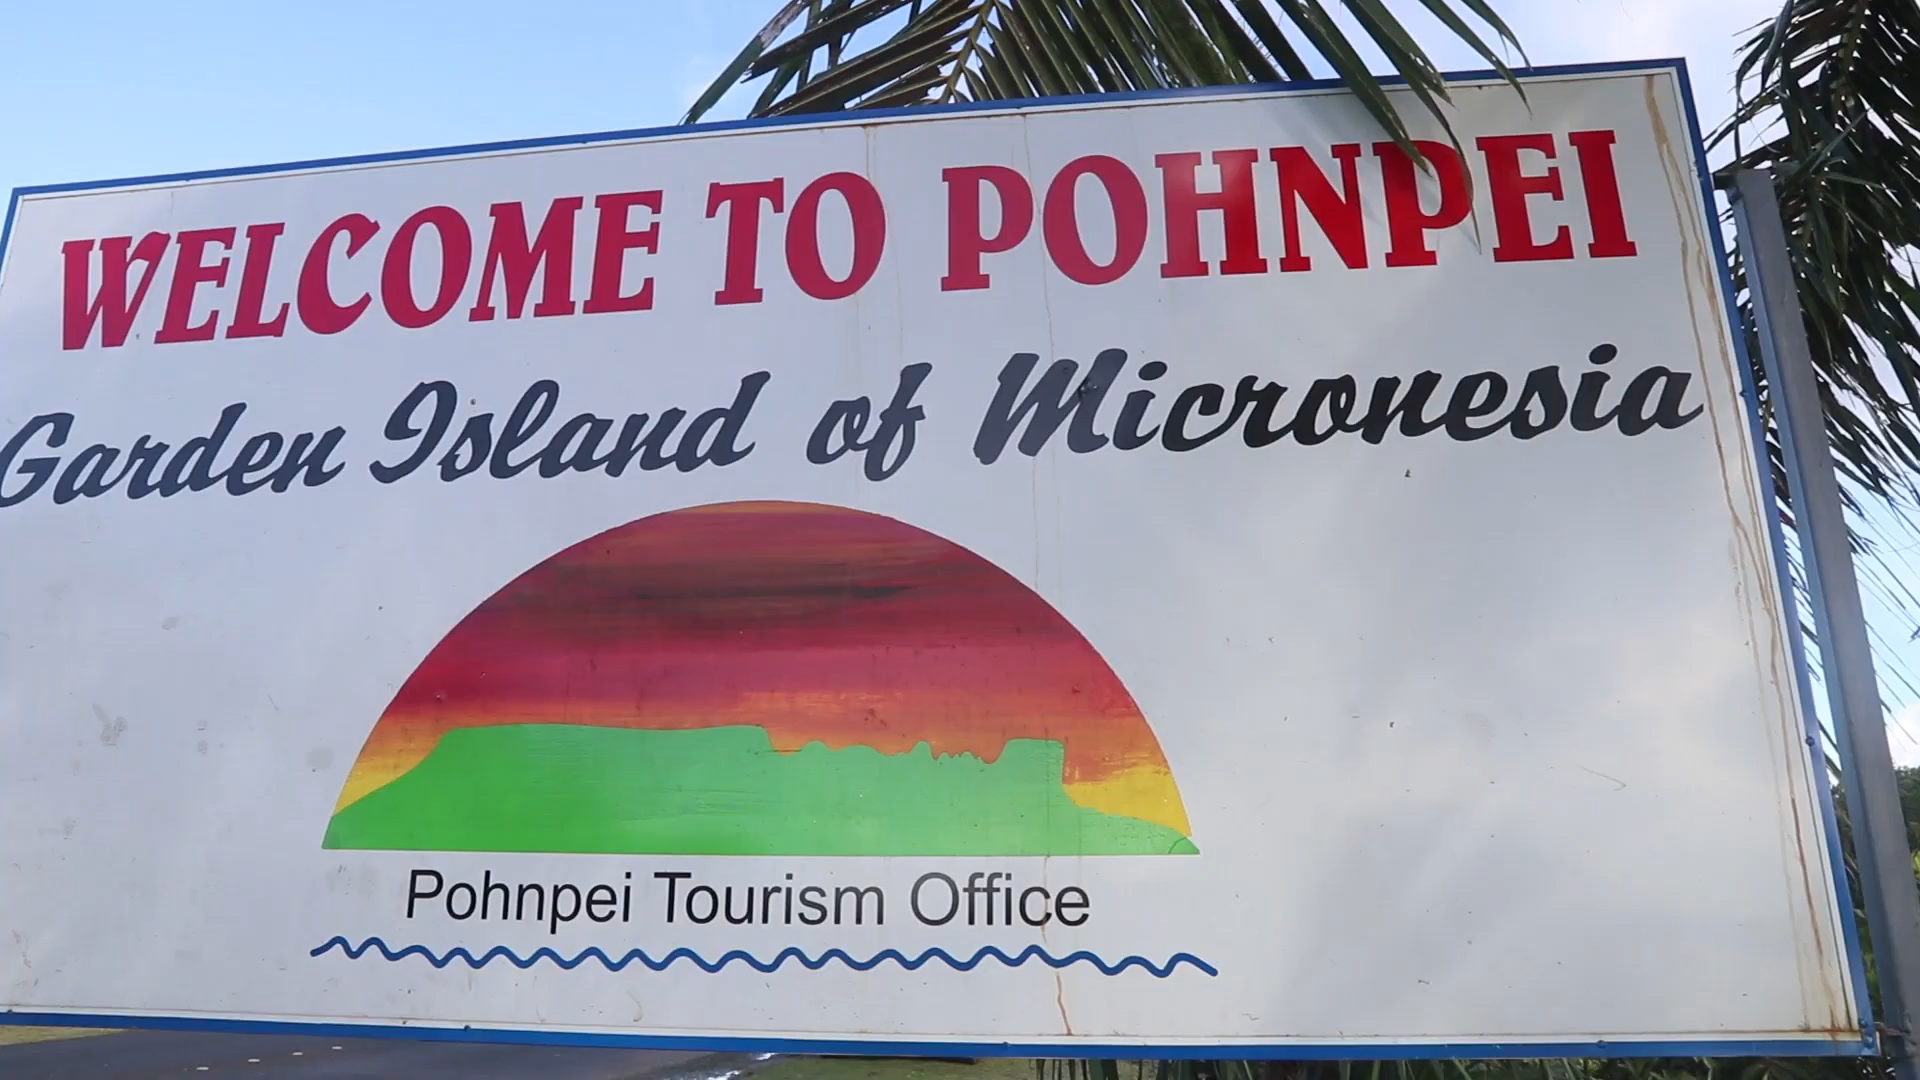 WELCOME TO POHNPEI
Garden Island of Micronesia
Pohnpei Tourism Office